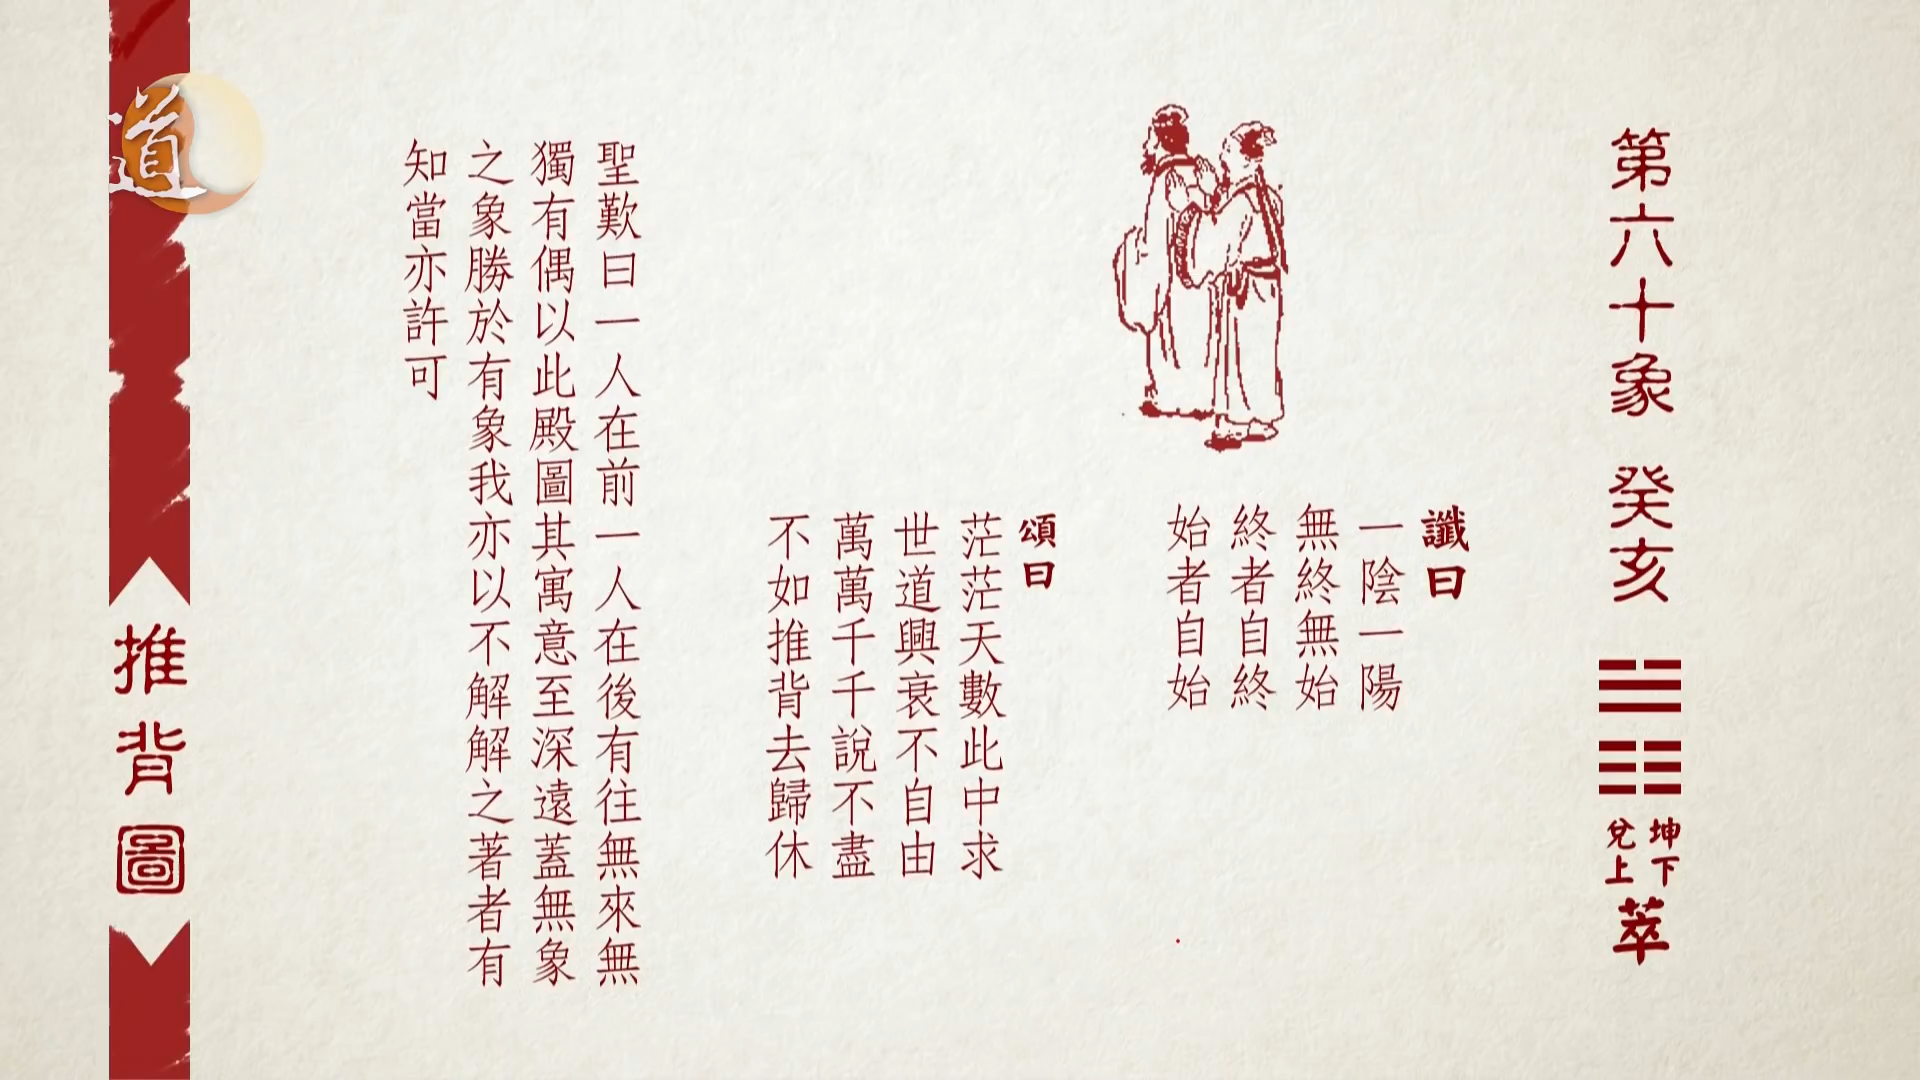 第六十象 癸亥
坤下
兌上
萃
讖曰
一陰一陽
無終無始
終者自終
始者自始
頌曰
茫茫天數此中求
世道興衰不自由
萬萬千千說不盡
不如推背去歸休
聖歎曰一人在前一人在後有往無來無
獨有偶以此殿圖其寓意至深遠蓋無象
之象勝於有象我亦以不解解之著者有
知當亦許可
道
推背圖